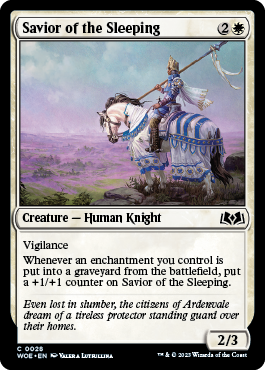 Savior of the Sleeping 2
Creature — Human Knight
Vigilance
Whenever an enchantment you control is
put into a graveyard from the battlefield, put
a +1/+1 counter on Savior of the Sleeping.
Even lost in slumber, the citizens of Ardenvale
dream of a tireless protector standing guard over
their homes.
2/3
C 0028
WOE • EN VALERA LUTFULLINA
™ & © 2023 Wizards of the Coast